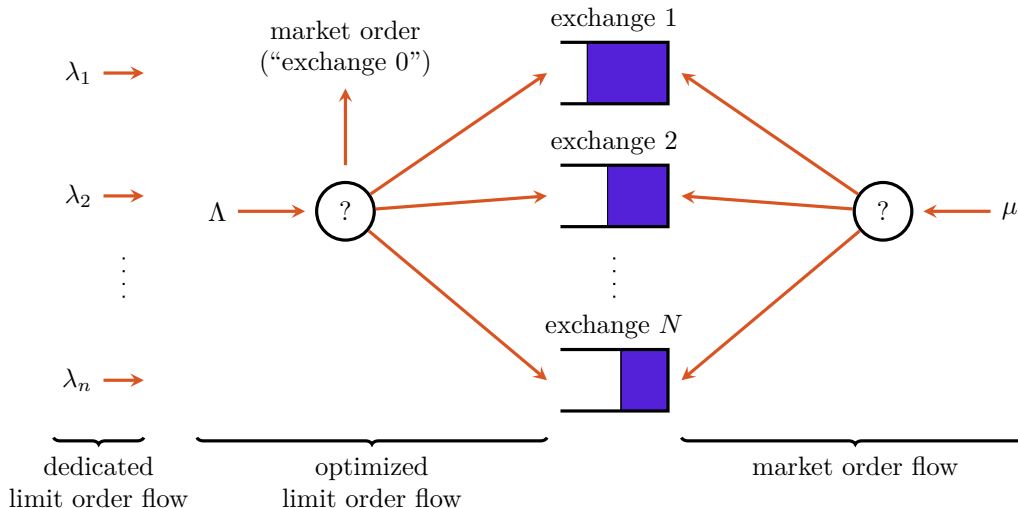 exchange 1
market order
(“exchange 0”)
λ1
exchange 2
λ2
Λ
?
?
μ
exchange N
λn
dedicated
limit order flow
optimized
limit order flow
market order flow